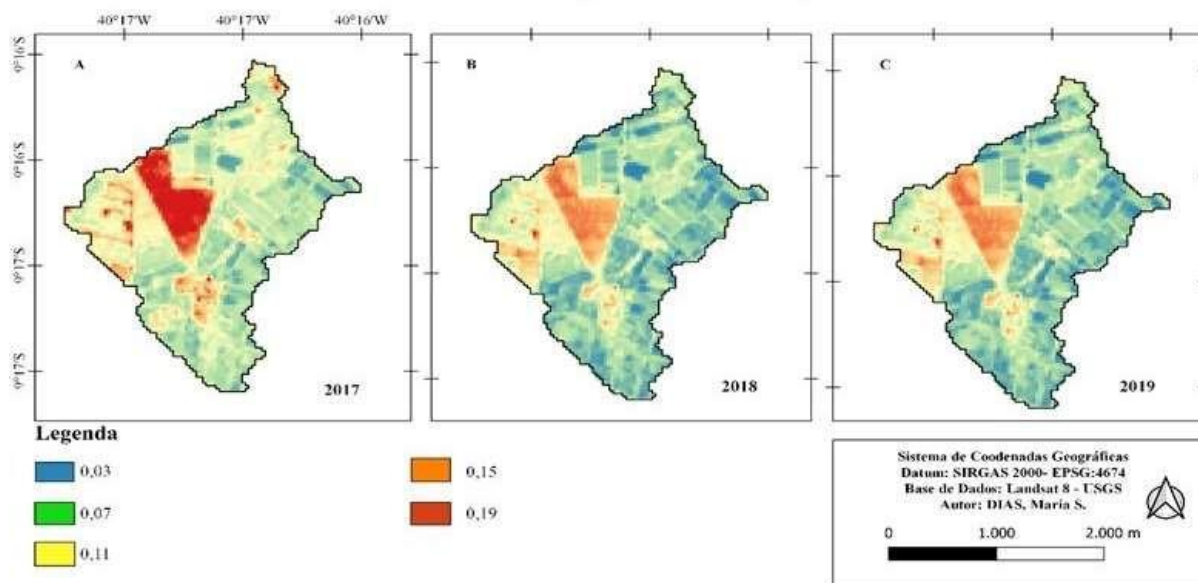 40°17'W 40°17'W 40°16'W
9°16'S
9°16'S
9°17'S
9°17'S
A
2017
B
2018
C
2019
Legenda
0,03
0,07
0,11
0,15
0,19
Sistema de Coodenadas Geográficas
Datum: SIRGAS 2000- EPSG:4674
Base de Dados: Landsat 8 - USGS
Autor: DIAS, Maria S.
0 1.000 2.000 m